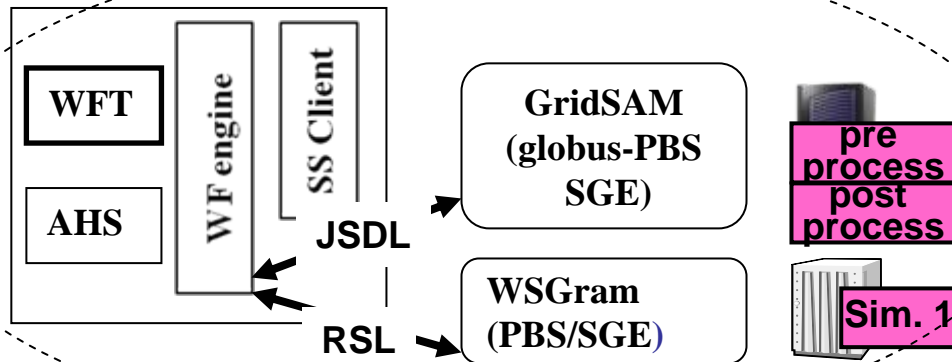 WFT
AHS
WF engine
SS Client
JSDL
RSL
GridSAM
(globus-PBS
SGE)
WSGram
(PBS/SGE)
pre
process
post
process
Sim. 1